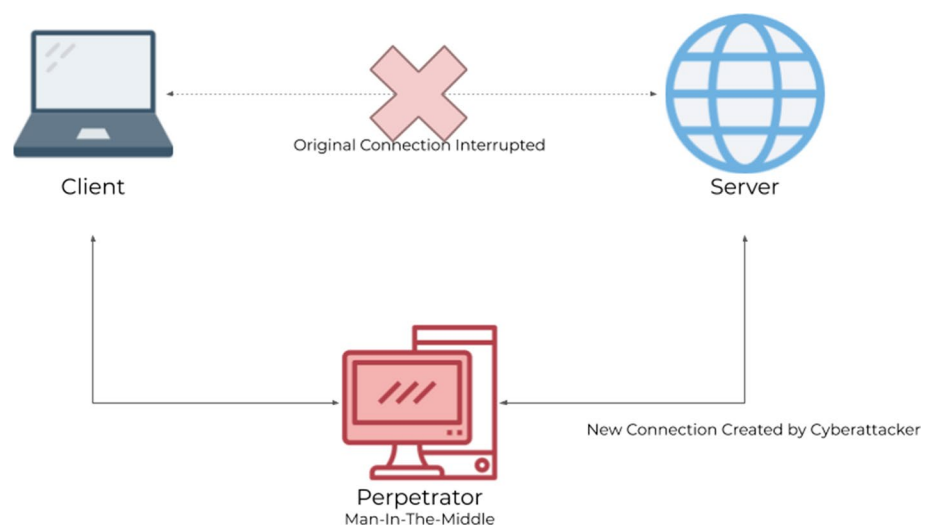 Original Connection Interrupted
Client
Server
New Connection Created by Cyberattacker
Perpetrator
Man-In-The-Middle